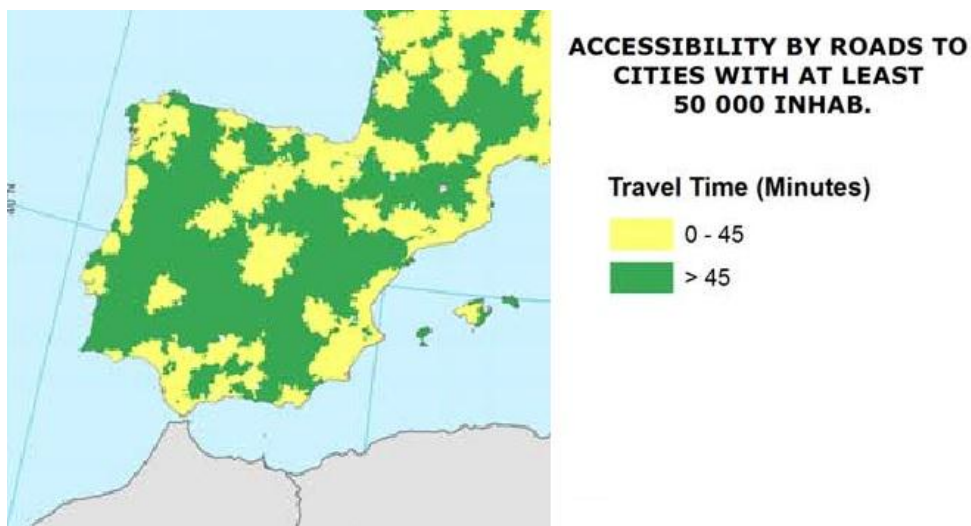 ACCESSIBILITY BY ROADS TO
CITIES WITH AT LEAST
50 000 INHAB.
Travel Time (Minutes)
0 - 45
> 45